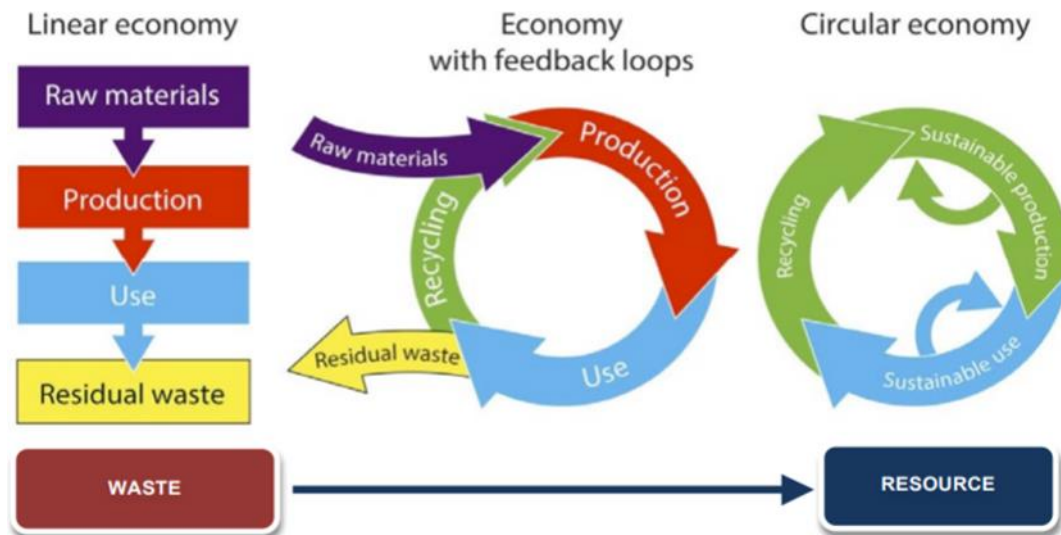 Linear economy
Raw materials
Production
Use
Residual waste
Economy
with feedback loops
Raw materials
Production
Use
Recycling
Residual waste
Circular economy
Sustainable production
Sustainable use
Recycling
WASTE
RESOURCE